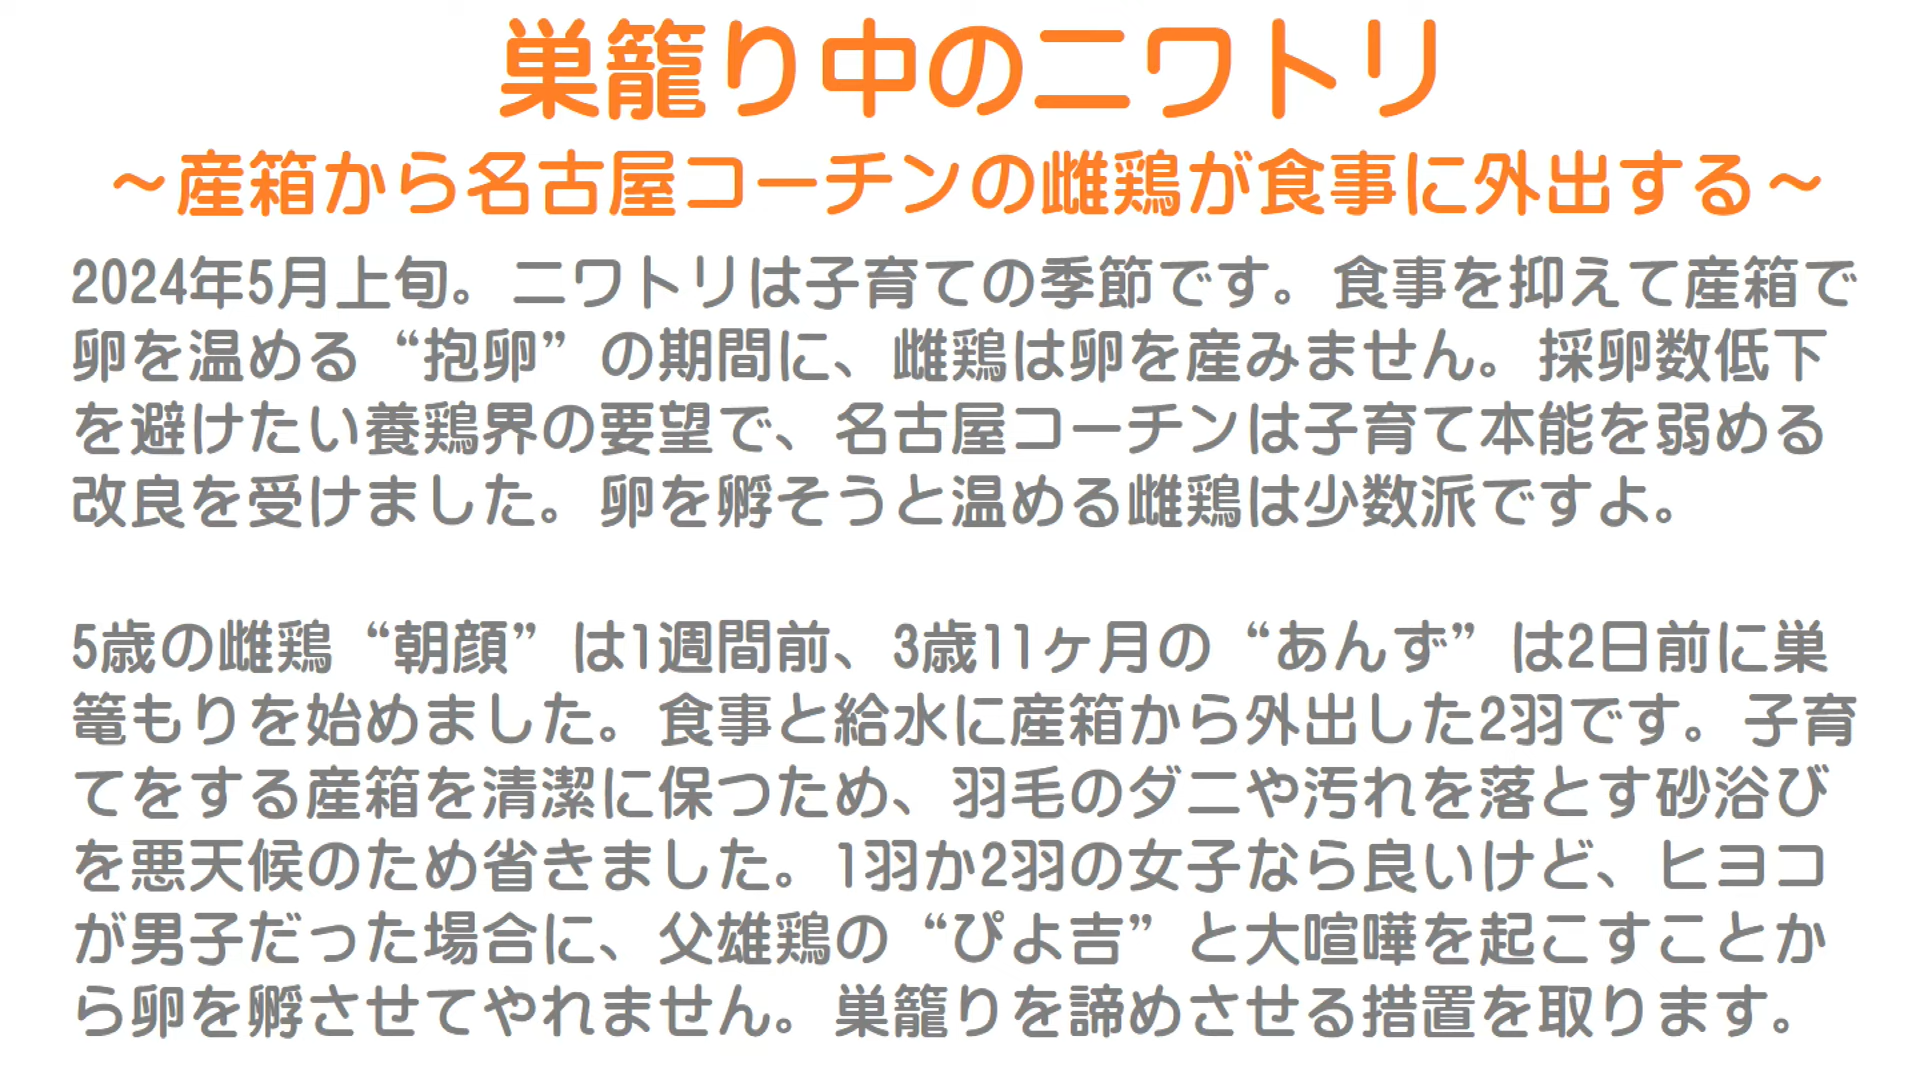 巣籠り中のニワトリ
～産箱から名古屋コーチンの雌鶏が食事に外出する～
2024年5月上旬。ニワトリは子育ての季節です。食事を抑えて産箱で
卵を温める“抱卵”の期間に、雌鶏は卵を産みません。採卵数低下
を避けたい養鶏界の要望で、名古屋コーチンは子育て本能を弱める
改良を受けました。卵を孵そうと温める雌鶏は少数派ですよ。
5歳の雌鶏“朝顔”は1週間前、3歳11ヶ月の“あんず”は2日前に巣
篭もりを始めました。食事と給水に産箱から外出した2羽です。子育
てをする産箱を清潔に保つため、羽毛のダニや汚れを落とす砂浴び
を悪天候のため省きました。1羽か2羽の女子なら良いけど、ヒヨコ
が男子だった場合に、父雄鶏の“ぴよ吉”と大喧嘩を起こすことか
ら卵を孵させてやれません。巣籠りを諦めさせる措置を取ります。